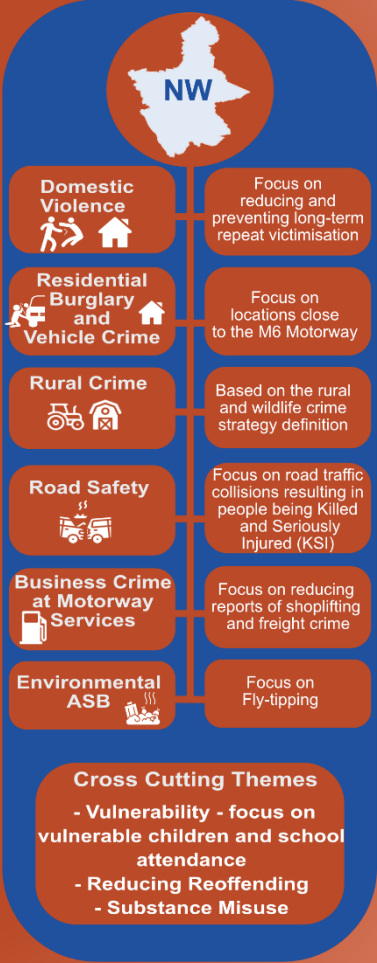 NW
Domestic
Violence
Focus on
reducing and
preventing long-term
repeat victimisation
Residential
Burglary
and
Vehicle Crime
Focus on
locations close
to the M6 Motorway
Rural Crime
Based on the rural
and wildlife crime
strategy definition
Road Safety
Focus on road traffic
collisions resulting in
people being Killed
and Seriously
Injured (KSI)
Business Crime
at Motorway
Services
Focus on reducing
reports of shoplifting
and freight crime
Environmental
ASB
Focus on
Fly-tipping
Cross Cutting Themes
- Vulnerability - focus on
vulnerable children and school
attendance
- Reducing Reoffending
- Substance Misuse